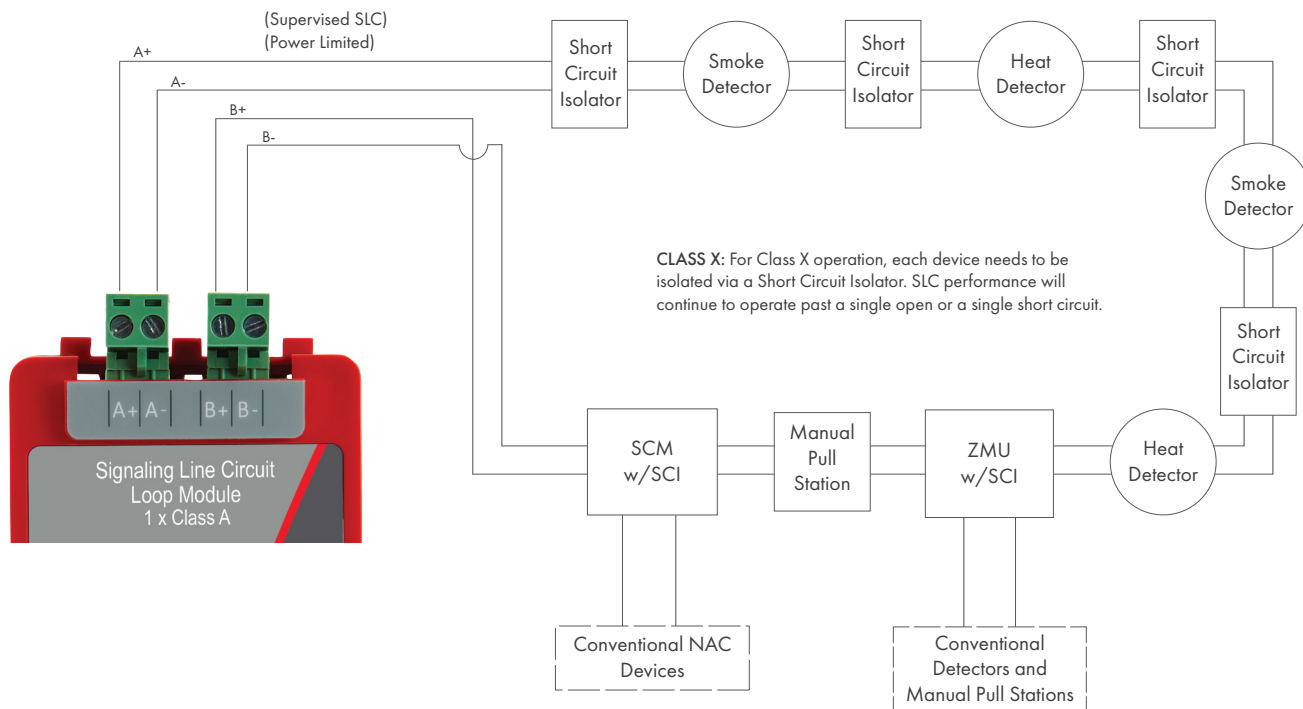 (Supervised SLC)
(Power Limited)
A+
A-
B+
B-
Short
Circuit
Isolator
Smoke
Detector
Short
Circuit
Isolator
Heat
Detector
Short
Circuit
Isolator
Smoke
Detector
CLASS X: For Class X operation, each device needs to be
isolated via a Short Circuit Isolator. SLC performance will
continue to operate past a single open or a single short circuit.
Short
Circuit
Isolator
A+ A- B+ B-
Signaling Line Circuit
Loop Module
1 x Class A
SCM
w/SCI
Manual
Pull
Station
ZMU
w/SCI
Heat
Detector
Conventional NAC
Devices
Conventional
Detectors and
Manual Pull Stations